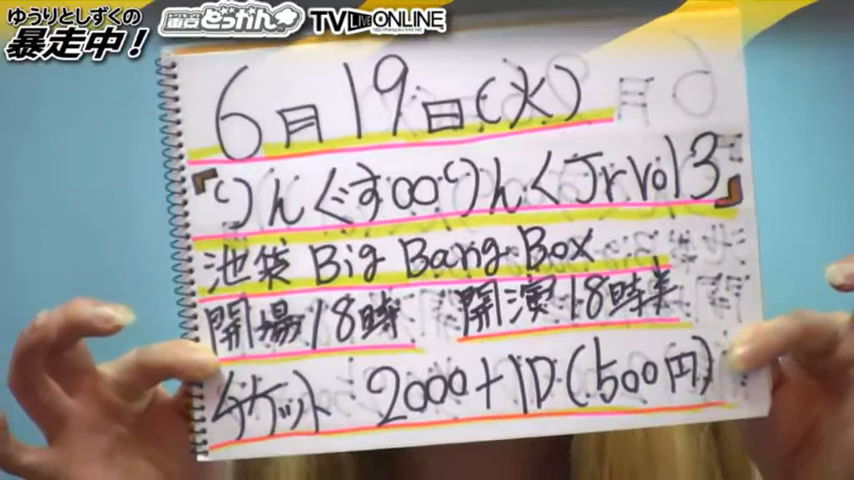 ゆうりとしずくの
暴走中!
電台どっかん
TV LIVE ONLINE
6月19日(火)
『りんぐす∞りんくJr vol 3』
池袋 Big Bang Box
開場18時 開演18時半
チケット 2000+1D(500円)